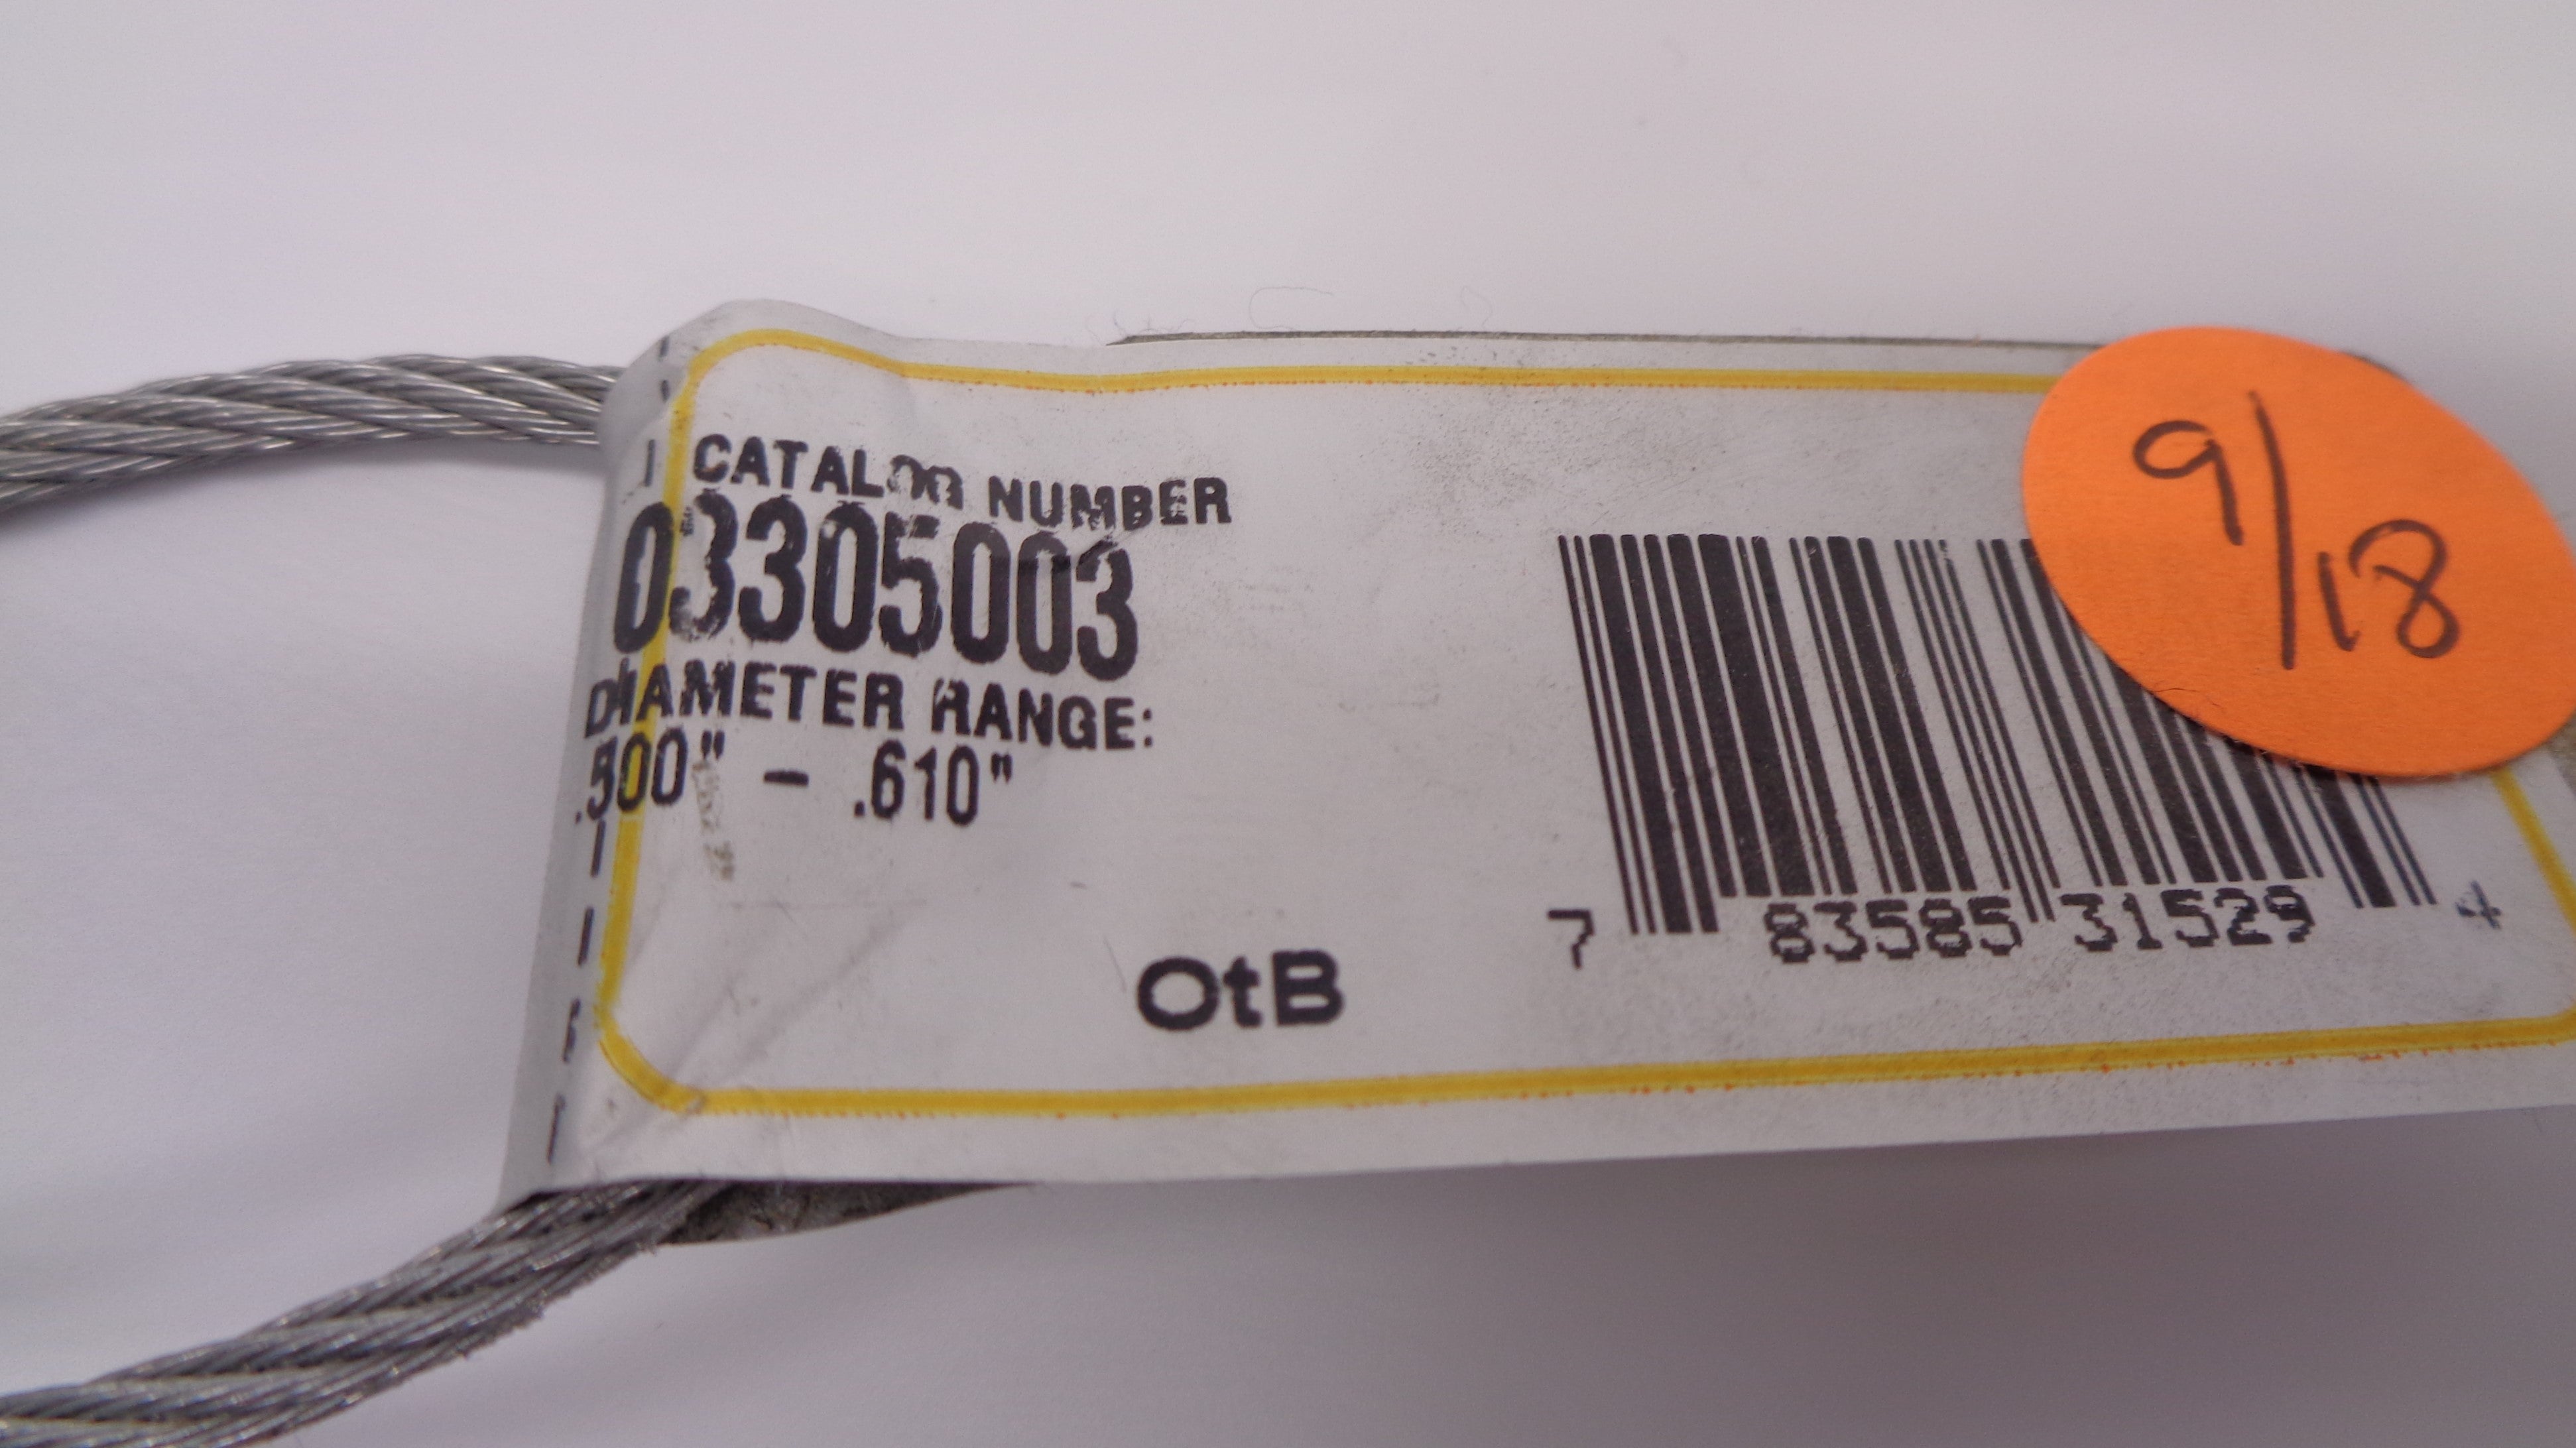 CATALOG NUMBER
03305003
DIAMETER RANGE:
.500" - .610"
OtB
7 83585 31529 4
9/18